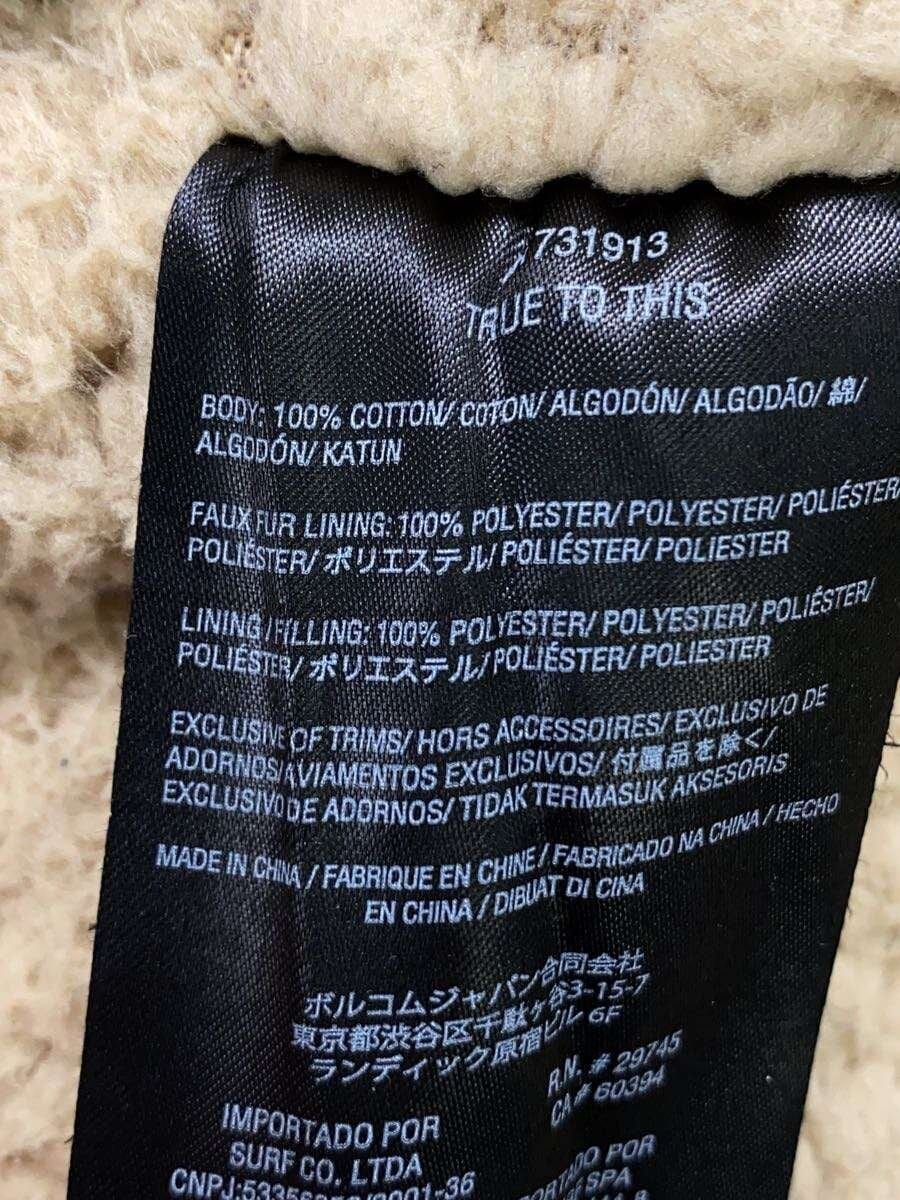 731913
TRUE TO THIS
BODY: 100% COTTON/ COTON/ ALGODÓN/ ALGODÃO/ 綿/
ALGODÓN/ KATUN
FAUX FUR LINING: 100% POLYESTER/ POLYESTER/ POLIÉSTER/
POLIÉSTER/ ポリエステル/ POLIÉSTER/ POLIESTER
LINING / FILLING: 100% POLYESTER/ POLYESTER/ POLIÉSTER/
POLIÉSTER/ ポリエステル/ POLIÉSTER/ POLIESTER
EXCLUSIVE OF TRIMS/ HORS ACCESSOIRES/ EXCLUSIVO DE
ADORNOS/ AVIAMENTOS EXCLUSIVOS/ 付属品を除く/
EXCLUSIVO DE ADORNOS/ TIDAK TERMASUK AKSESORIS
MADE IN CHINA / FABRIQUE EN CHINE / FABRICADO NA CHINA / HECHO
EN CHINA / DIBUAT DI CINA
ボルコムジャパン合同会社
東京都渋谷区千駄ヶ谷3-15-7
ランディック原宿ビル 6F
R.N. # 29745
CA# 60394
IMPORTADO POR
SURF CO. LTDA
POR
SPA